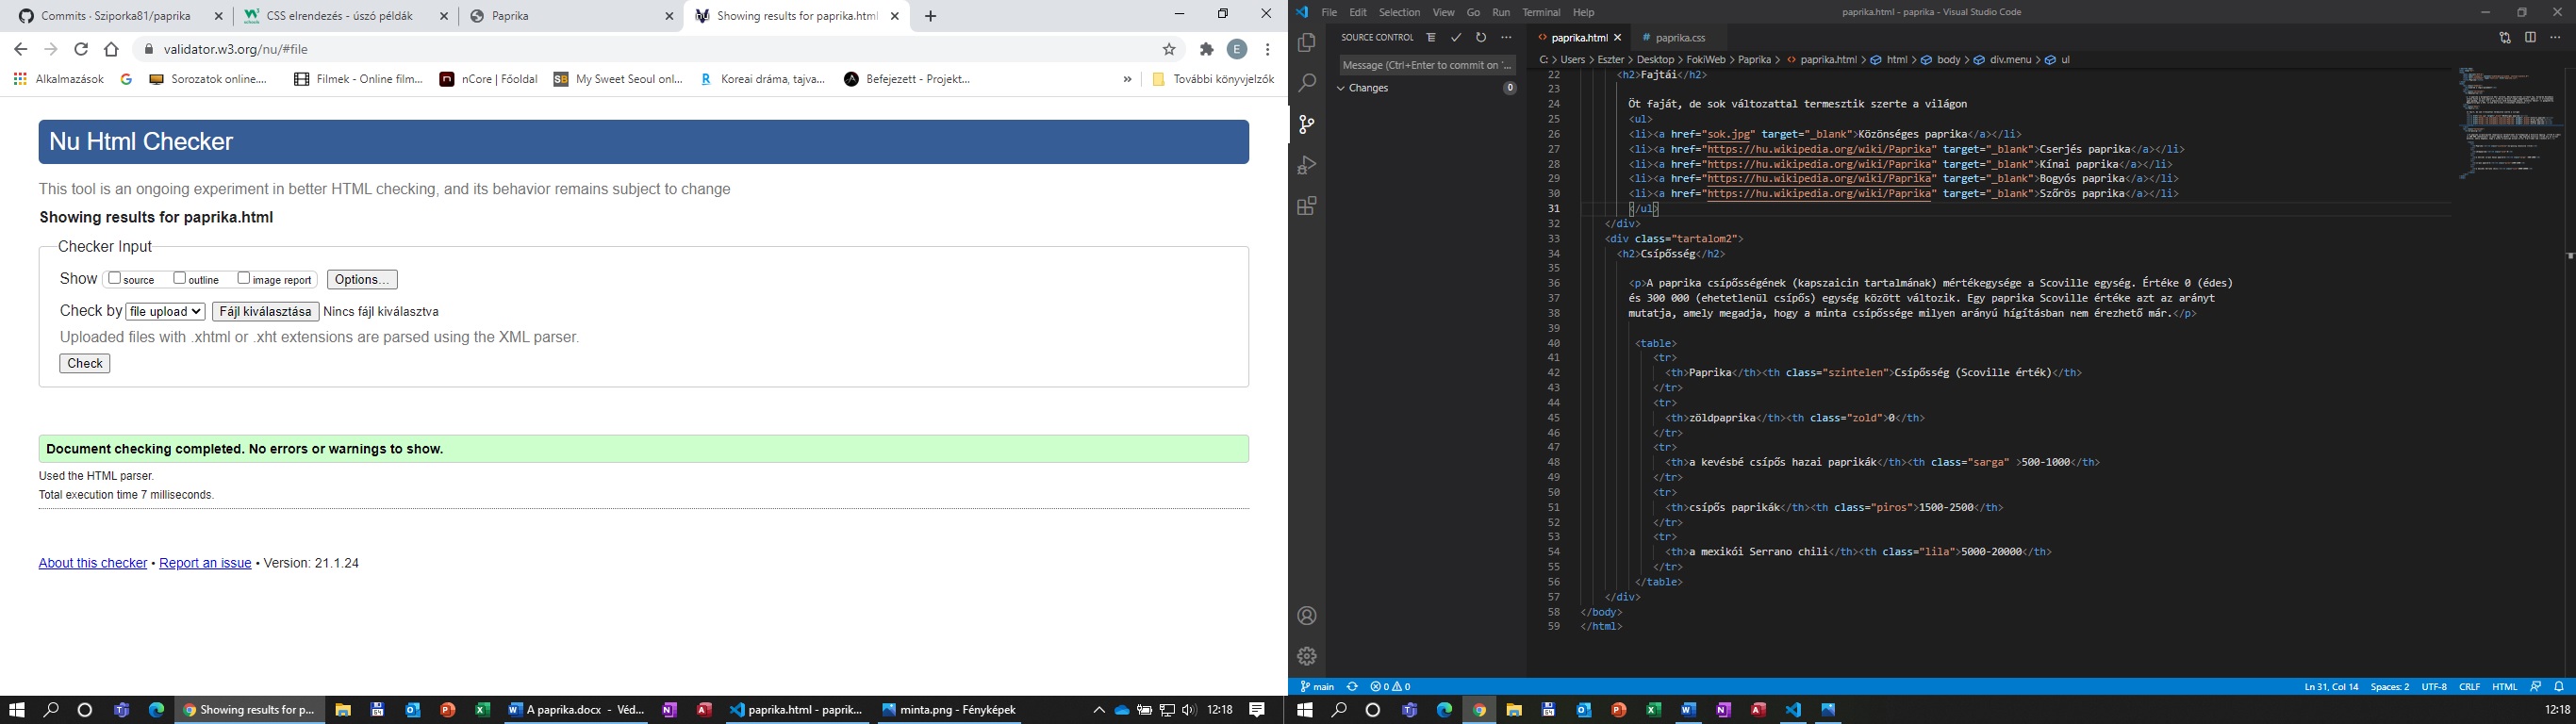 Commits · Sziporka81/paprika
CSS elrendezés - úszó példák
Paprika
Showing results for paprika.html
validator.w3.org/nu/#file
E
Alkalmazások
Sorozatok online....
Filmek - Online film...
nCore | Főoldal
My Sweet Seoul onl...
Koreai dráma, tajva...
Befejezett - Projekt...
»
További könyvjelzők
Nu Html Checker
This tool is an ongoing experiment in better HTML checking, and its behavior remains subject to change
Showing results for paprika.html
Checker Input
Show source outline image report Options...
Check by file upload Fájl kiválasztása Nincs fájl kiválasztva
Uploaded files with .xhtml or .xht extensions are parsed using the XML parser.
Check
Document checking completed. No errors or warnings to show.
Used the HTML parser.
Total execution time 7 milliseconds.
About this checker • Report an issue • Version: 21.1.24
Showing results for p...
A paprika.docx - Véd...
paprika.html - paprik...
minta.png - Fényképek
12:18
File Edit Selection View Go Run Terminal Help
paprika.html - paprika - Visual Studio Code
SOURCE CONTROL
Message (Ctrl+Enter to commit on '...
Changes 0
paprika.html
# paprika.css
C: > Users > Eszter > Desktop > FokiWeb > Paprika > paprika.html > html > body > div.menu > ul
22 <h2>Fajtái</h2>
23
24 Öt faját, de sok változattal termesztik szerte a világon
25 <ul>
26 <li><a href="sok.jpg" target="_blank">Közönséges paprika</a></li>
27 <li><a href="https://hu.wikipedia.org/wiki/Paprika" target="_blank">Cserjés paprika</a></li>
28 <li><a href="https://hu.wikipedia.org/wiki/Paprika" target="_blank">Kínai paprika</a></li>
29 <li><a href="https://hu.wikipedia.org/wiki/Paprika" target="_blank">Bogyós paprika</a></li>
30 <li><a href="https://hu.wikipedia.org/wiki/Paprika" target="_blank">Szőrös paprika</a></li>
31 </ul>
32 </div>
33 <div class="tartalom2">
34 <h2>Csípősség</h2>
35
36 <p>A paprika csípősségének (kapszaicin tartalmának) mértékegysége a Scoville egység. Értéke 0 (édes)
37 és 300 000 (ehetetlenül csípős) egység között változik. Egy paprika Scoville értéke azt az arányt
38 mutatja, amely megadja, hogy a minta csípőssége milyen arányú hígításban nem érezhető már.</p>
39
40 <table>
41 <tr>
42 <th>Paprika</th><th class="szintelen">Csípősség (Scoville érték)</th>
43 </tr>
44 <tr>
45 <th>zöldpaprika</th><th class="zold">0</th>
46 </tr>
47 <tr>
48 <th>a kevésbé csípős hazai paprikák</th><th class="sarga" >500-1000</th>
49 </tr>
50 <tr>
51 <th>csípős paprikák</th><th class="piros">1500-2500</th>
52 </tr>
53 <tr>
54 <th>a mexikói Serrano chili</th><th class="lila">5000-20000</th>
55 </tr>
56 </table>
57 </div>
58 </body>
59 </html>
main 0 0
Ln 31, Col 14 Spaces: 2 UTF-8 CRLF HTML
12:18